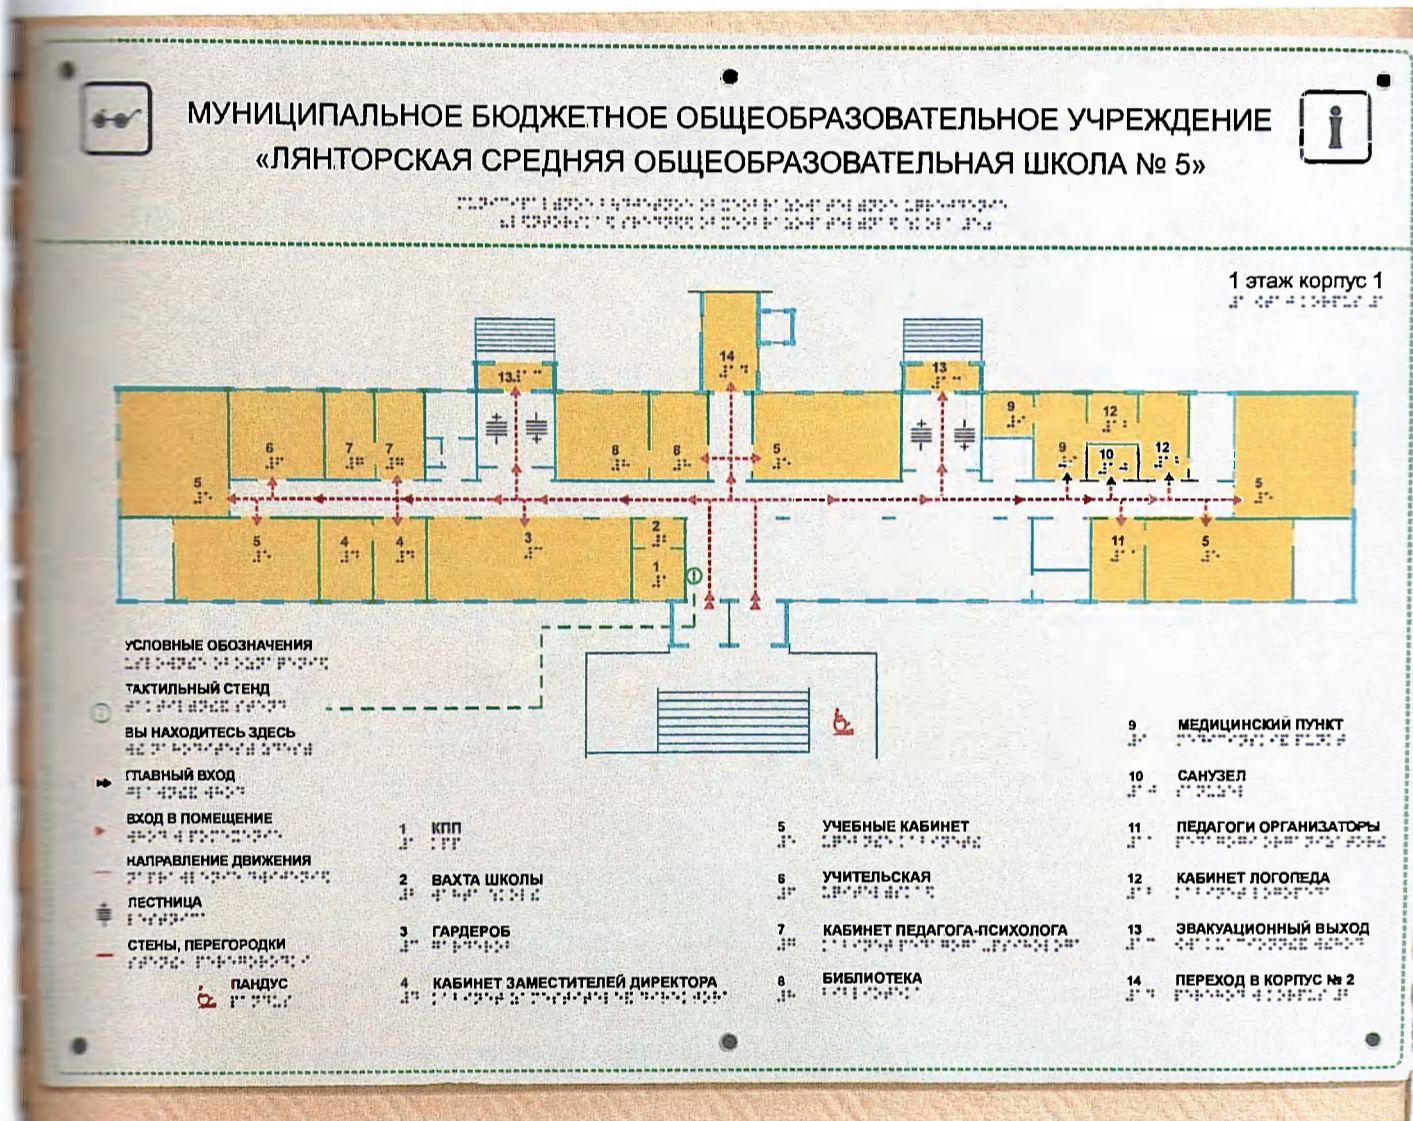 МУНИЦИПАЛЬНОЕ БЮДЖЕТНОЕ ОБЩЕОБРАЗОВАТЕЛЬНОЕ УЧРЕЖДЕНИЕ
«ЛЯНТОРСКАЯ СРЕДНЯЯ ОБЩЕОБРАЗОВАТЕЛЬНАЯ ШКОЛА № 5»
1 этаж корпус 1
14
13
13
9
12
6
7
7
8
8
5
9
10
12
5
5
5
4
4
3
2
1
11
5
УСЛОВНЫЕ ОБОЗНАЧЕНИЯ
ТАКТИЛЬНЫЙ СТЕНД
ВЫ НАХОДИТЕСЬ ЗДЕСЬ
ГЛАВНЫЙ ВХОД
ВХОД В ПОМЕЩЕНИЕ
НАПРАВЛЕНИЕ ДВИЖЕНИЯ
ЛЕСТНИЦА
СТЕНЫ, ПЕРЕГОРОДКИ
ПАНДУС
1 КПП
2 ВАХТА ШКОЛЫ
3 ГАРДЕРОБ
4 КАБИНЕТ ЗАМЕСТИТЕЛЕЙ ДИРЕКТОРА
5 УЧЕБНЫЕ КАБИНЕТ
6 УЧИТЕЛЬСКАЯ
7 КАБИНЕТ ПЕДАГОГА-ПСИХОЛОГА
8 БИБЛИОТЕКА
9 МЕДИЦИНСКИЙ ПУНКТ
10 САНУЗЕЛ
11 ПЕДАГОГИ ОРГАНИЗАТОРЫ
12 КАБИНЕТ ЛОГОПЕДА
13 ЭВАКУАЦИОННЫЙ ВЫХОД
14 ПЕРЕХОД В КОРПУС № 2